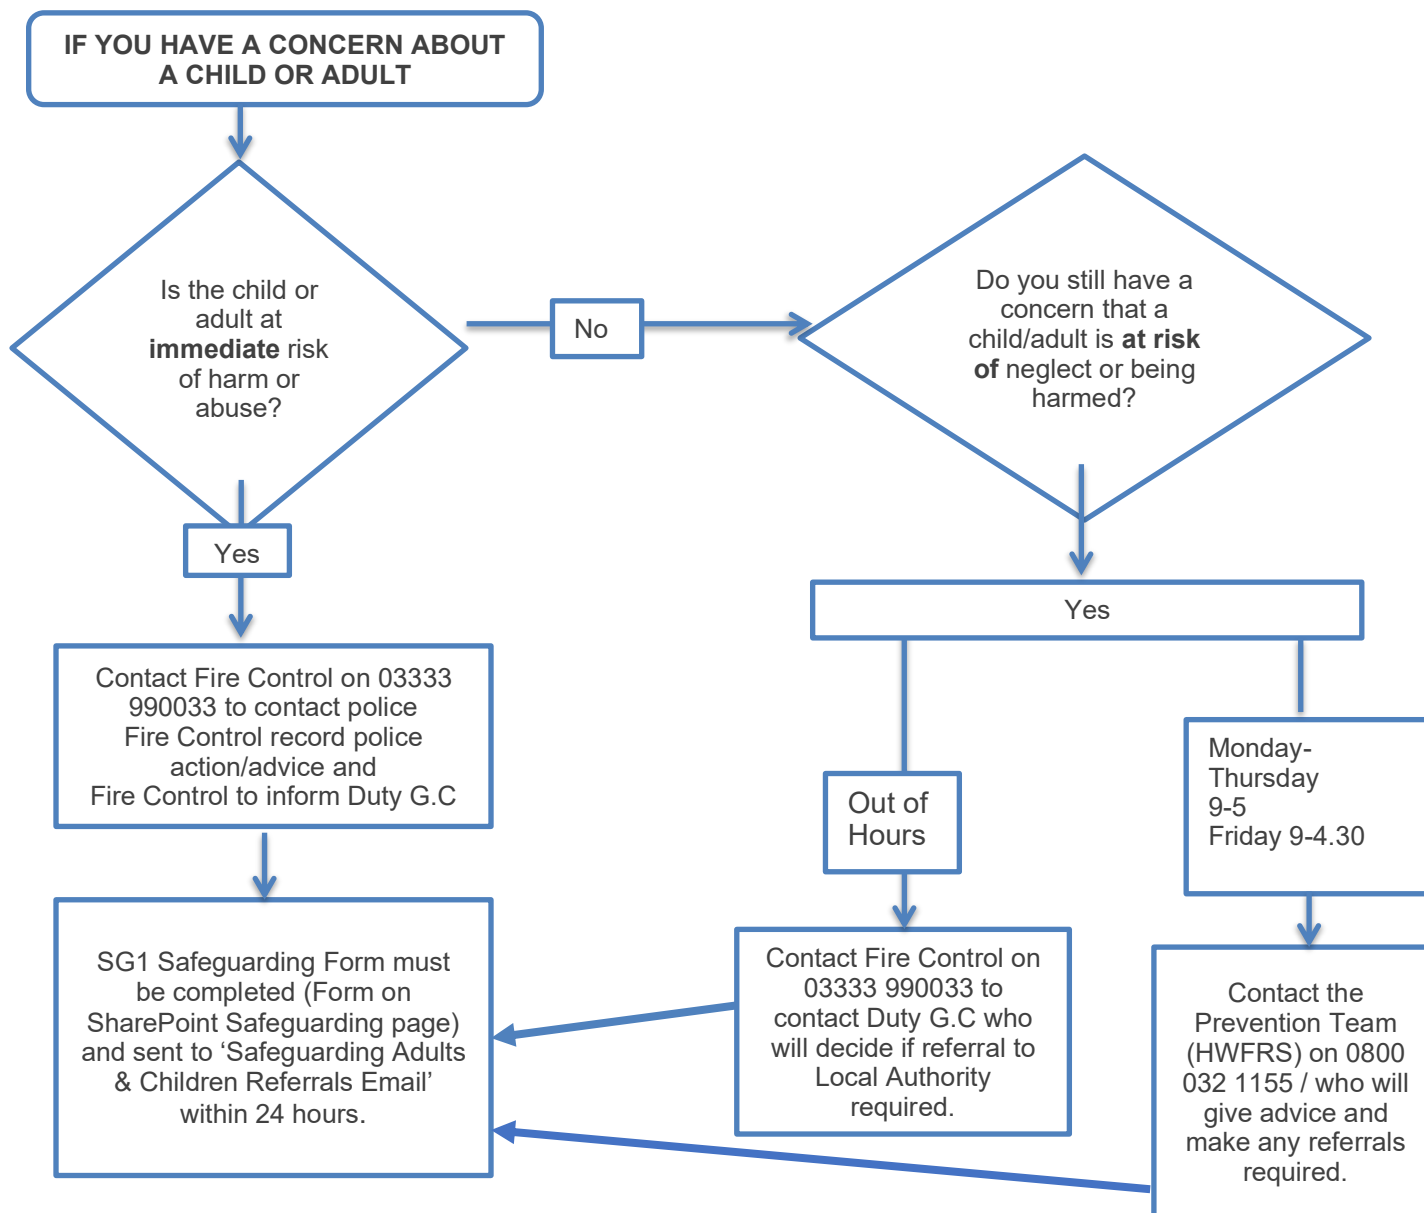 IF YOU HAVE A CONCERN ABOUT
A CHILD OR ADULT
Is the child or
adult at
immediate risk
of harm or
abuse?
No
Do you still have a
concern that a
child/adult is at risk
of neglect or being
harmed?
Yes
Yes
Contact Fire Control on 03333
990033 to contact police
Fire Control record police
action/advice and
Fire Control to inform Duty G.C
Out of
Hours
Monday-
Thursday
9-5
Friday 9-4.30
SG1 Safeguarding Form must
be completed (Form on
SharePoint Safeguarding page)
and sent to ‘Safeguarding Adults
& Children Referrals Email’
within 24 hours.
Contact Fire Control on
03333 990033 to
contact Duty G.C who
will decide if referral to
Local Authority
required.
Contact the
Prevention Team
(HWFRS) on 0800
032 1155 / who will
give advice and
make any referrals
required.